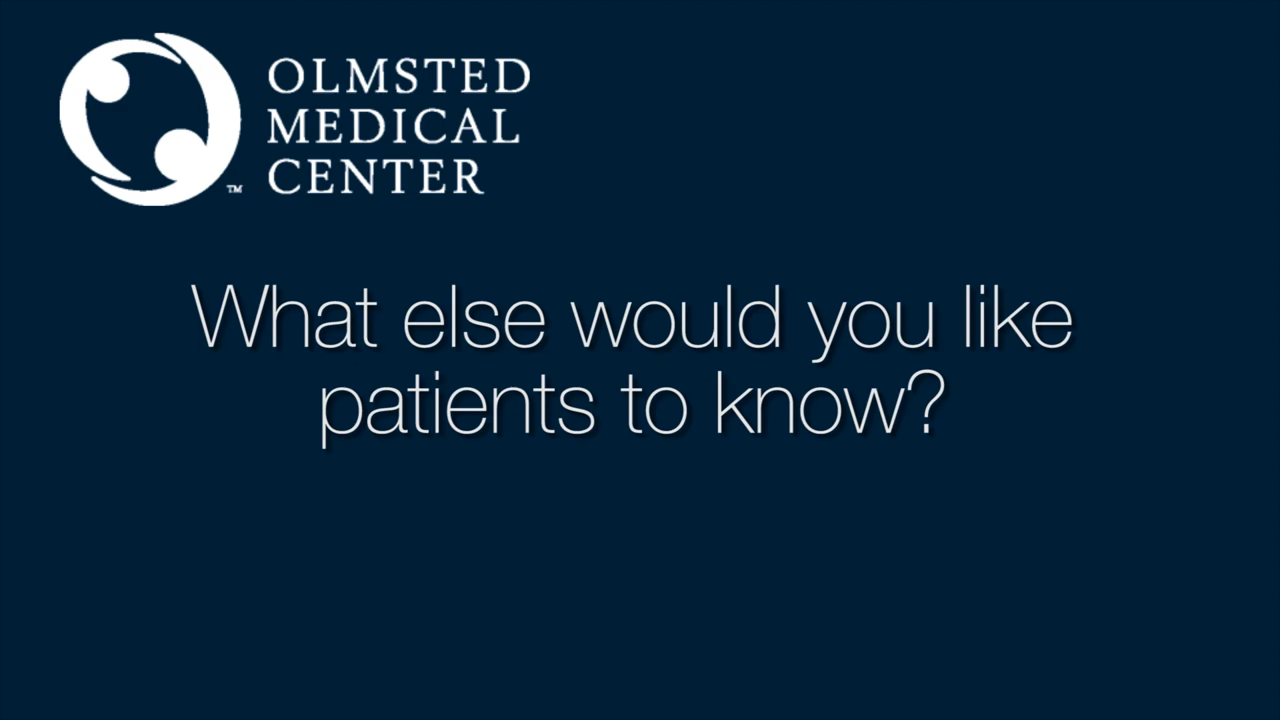 OLMSTED
MEDICAL
CENTER
TM
What else would you like
patients to know?